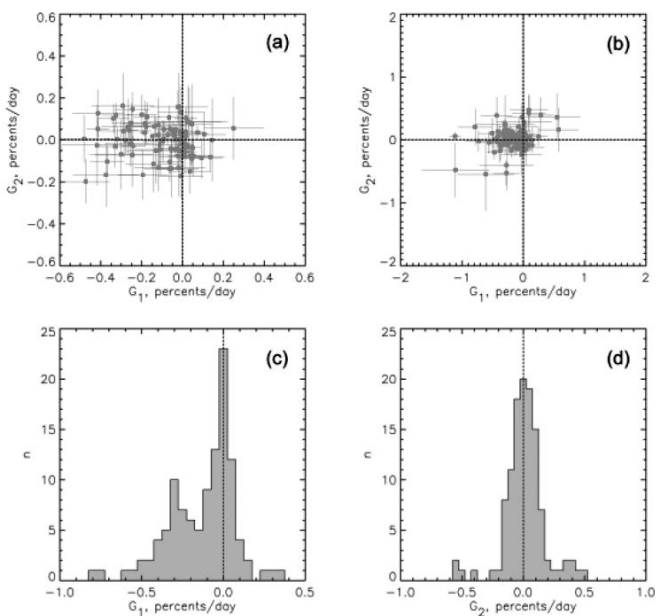 0.6
0.4
0.2
0.0
−0.2
−0.4
−0.6
G2, percents/day
(a)
−0.6 −0.4 −0.2 0.0 0.2 0.4 0.6
G1, percents/day
2
1
0
−1
−2
G2, percents/day
(b)
−2 −1 0 1 2
G1, percents/day
25
20
15
10
5
0
n
(c)
−1.0 −0.5 0.0 0.5
G1, percents/day
25
20
15
10
5
0
n
(d)
−1.0 −0.5 0.0 0.5 1.0
G2, percents/day